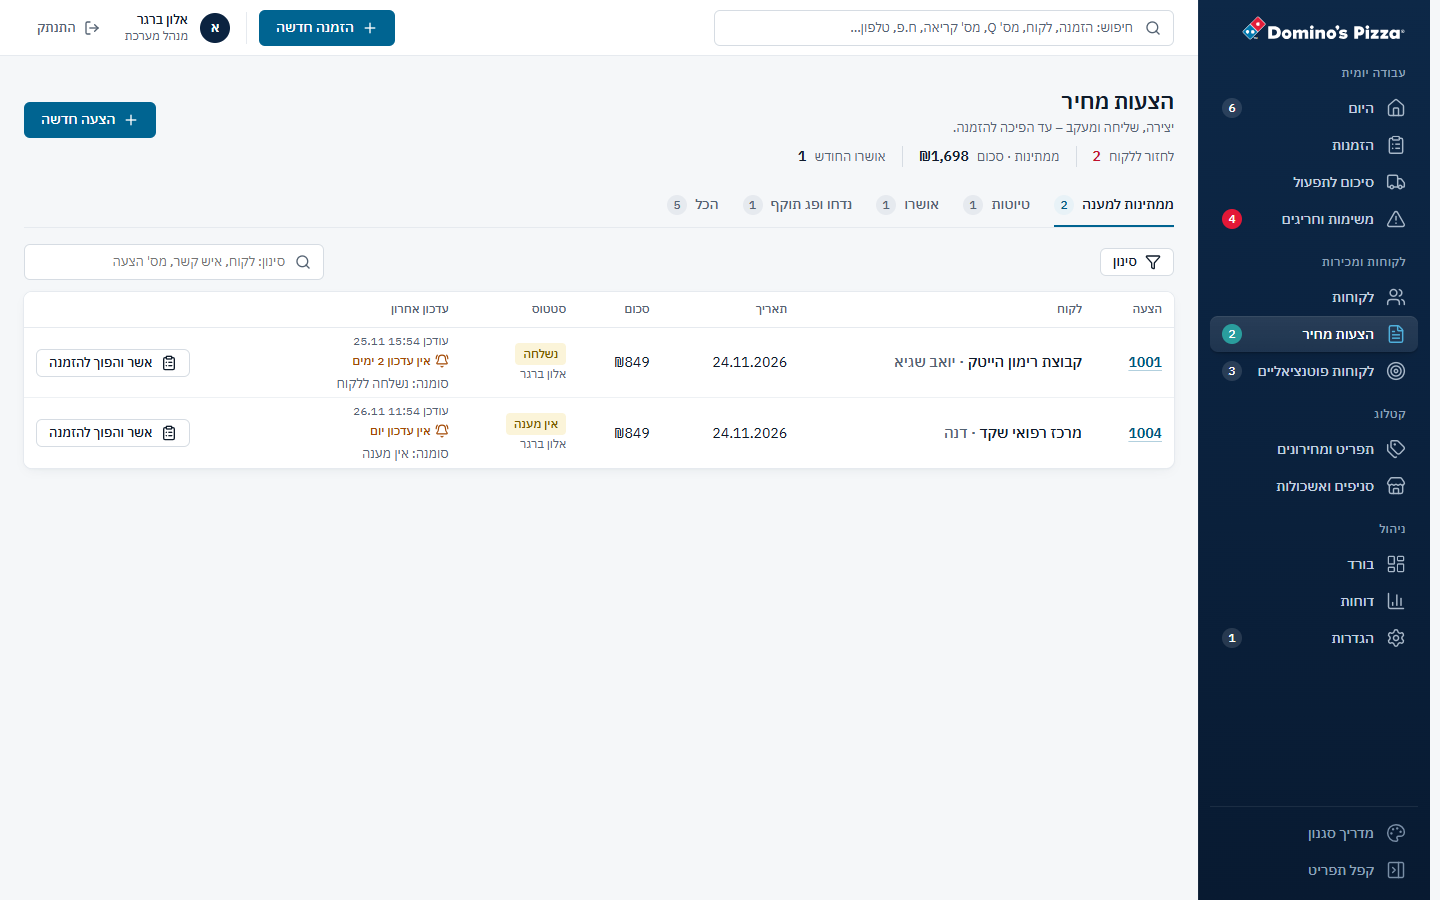 Domino's Pizza
עבודה יומית
היום 6
הזמנות
סיכום לתפעול
משימות וחריגים 4
לקוחות ומכירות
לקוחות
הצעות מחיר 2
לקוחות פוטנציאליים 3
קטלוג
תפריט ומחירונים
סניפים ואשכולות
ניהול
בורד
דוחות
הגדרות 1
מדריך סגנון
קפל תפריט
חיפוש: הזמנה, לקוח, מס' Q, מס' קריאה, ח.פ, טלפון...
הזמנה חדשה
א
אלון ברגר
מנהל מערכת
התנתק
הצעות מחיר
יצירה, שליחה ומעקב – עד הפיכה להזמנה.
לחזור ללקוח 2 ממתינות · סכום ₪1,698 אושרו החודש 1
הצעה חדשה
ממתינות למענה 2 טיוטות 1 אושרו 1 נדחו ופג תוקף 1 הכל 5
סינון
סינון: לקוח, איש קשר, מס' הצעה
הצעה לקוח תאריך סכום סטטוס עדכון אחרון
1001 קבוצת רימון הייטק · יואב שגיא 24.11.2026 ₪849
נשלחה
אלון ברגר
עודכן 15:54 25.11
אין עדכון 2 ימים
סומנה: נשלחה ללקוח
אשר והפוך להזמנה
1004 מרכז רפואי שקד · דנה 24.11.2026 ₪849
אין מענה
אלון ברגר
עודכן 11:54 26.11
אין עדכון יום
סומנה: אין מענה
אשר והפוך להזמנה